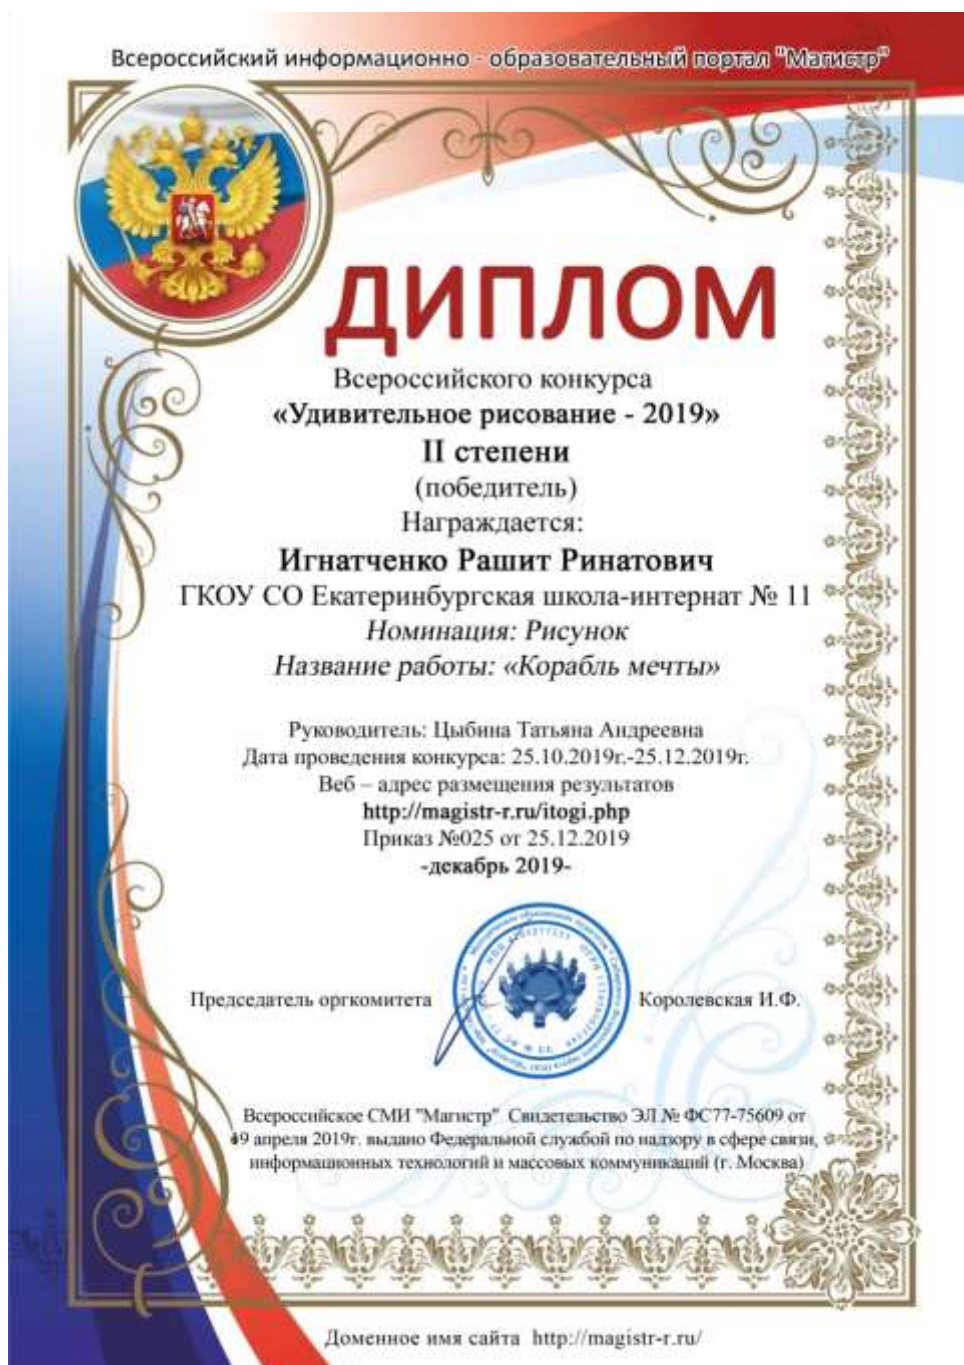 Всероссийский информационно - образовательный портал "Магистр"
ДИПЛОМ
Всероссийского конкурса
«Удивительное рисование - 2019»
II степени
(победитель)
Награждается:
Игнатченко Рашит Ринатович
ГКОУ СО Екатеринбургская школа-интернат № 11
Номинация: Рисунок
Название работы: «Корабль мечты»
Руководитель: Цыбина Татьяна Андреевна
Дата проведения конкурса: 25.10.2019г.-25.12.2019г.
Веб – адрес размещения результатов
http://magistr-r.ru/itogi.php
Приказ №025 от 25.12.2019
-декабрь 2019-
Председатель оргкомитета
Королевская И.Ф.
Всероссийское СМИ "Магистр" Свидетельство ЭЛ № ФС77-75609 от
19 апреля 2019г. выдано Федеральной службой по надзору в сфере связи,
информационных технологий и массовых коммуникаций (г. Москва)
Доменное имя сайта http://magistr-r.ru/